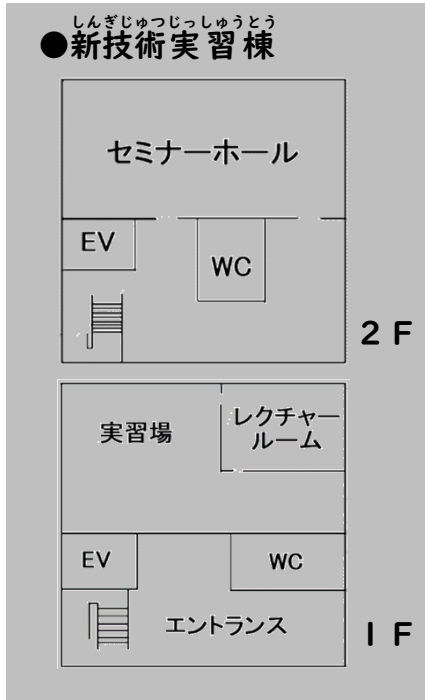 しんぎじゅつじっしゅうとう
●新技術実習棟
セミナーホール
EV
WC
2F
実習場
レクチャー
ルーム
EV
WC
エントランス
1F